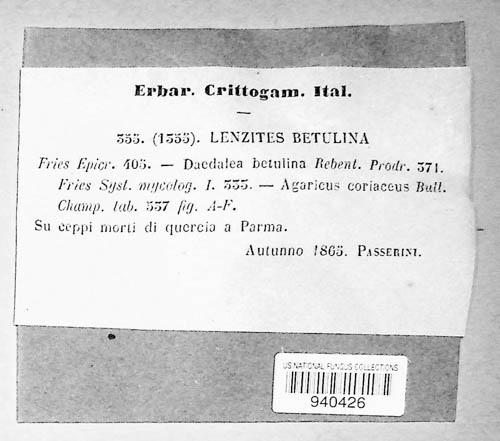 Erbar. Crittogam. Ital.
355. (1355). LENZITES BETULINA
Fries Epicr. 405. — Daedalea betulina Rebent. Prodr. 371.
Fries Syst. mycolog. I. 333. — Agaricus coriaceus Bull.
Champ. tab. 537 fig. A-F.
Su ceppi morti di quercia a Parma.
Autunno 1865. PASSERINI.
US NATIONAL FUNGUS COLLECTIONS
940426